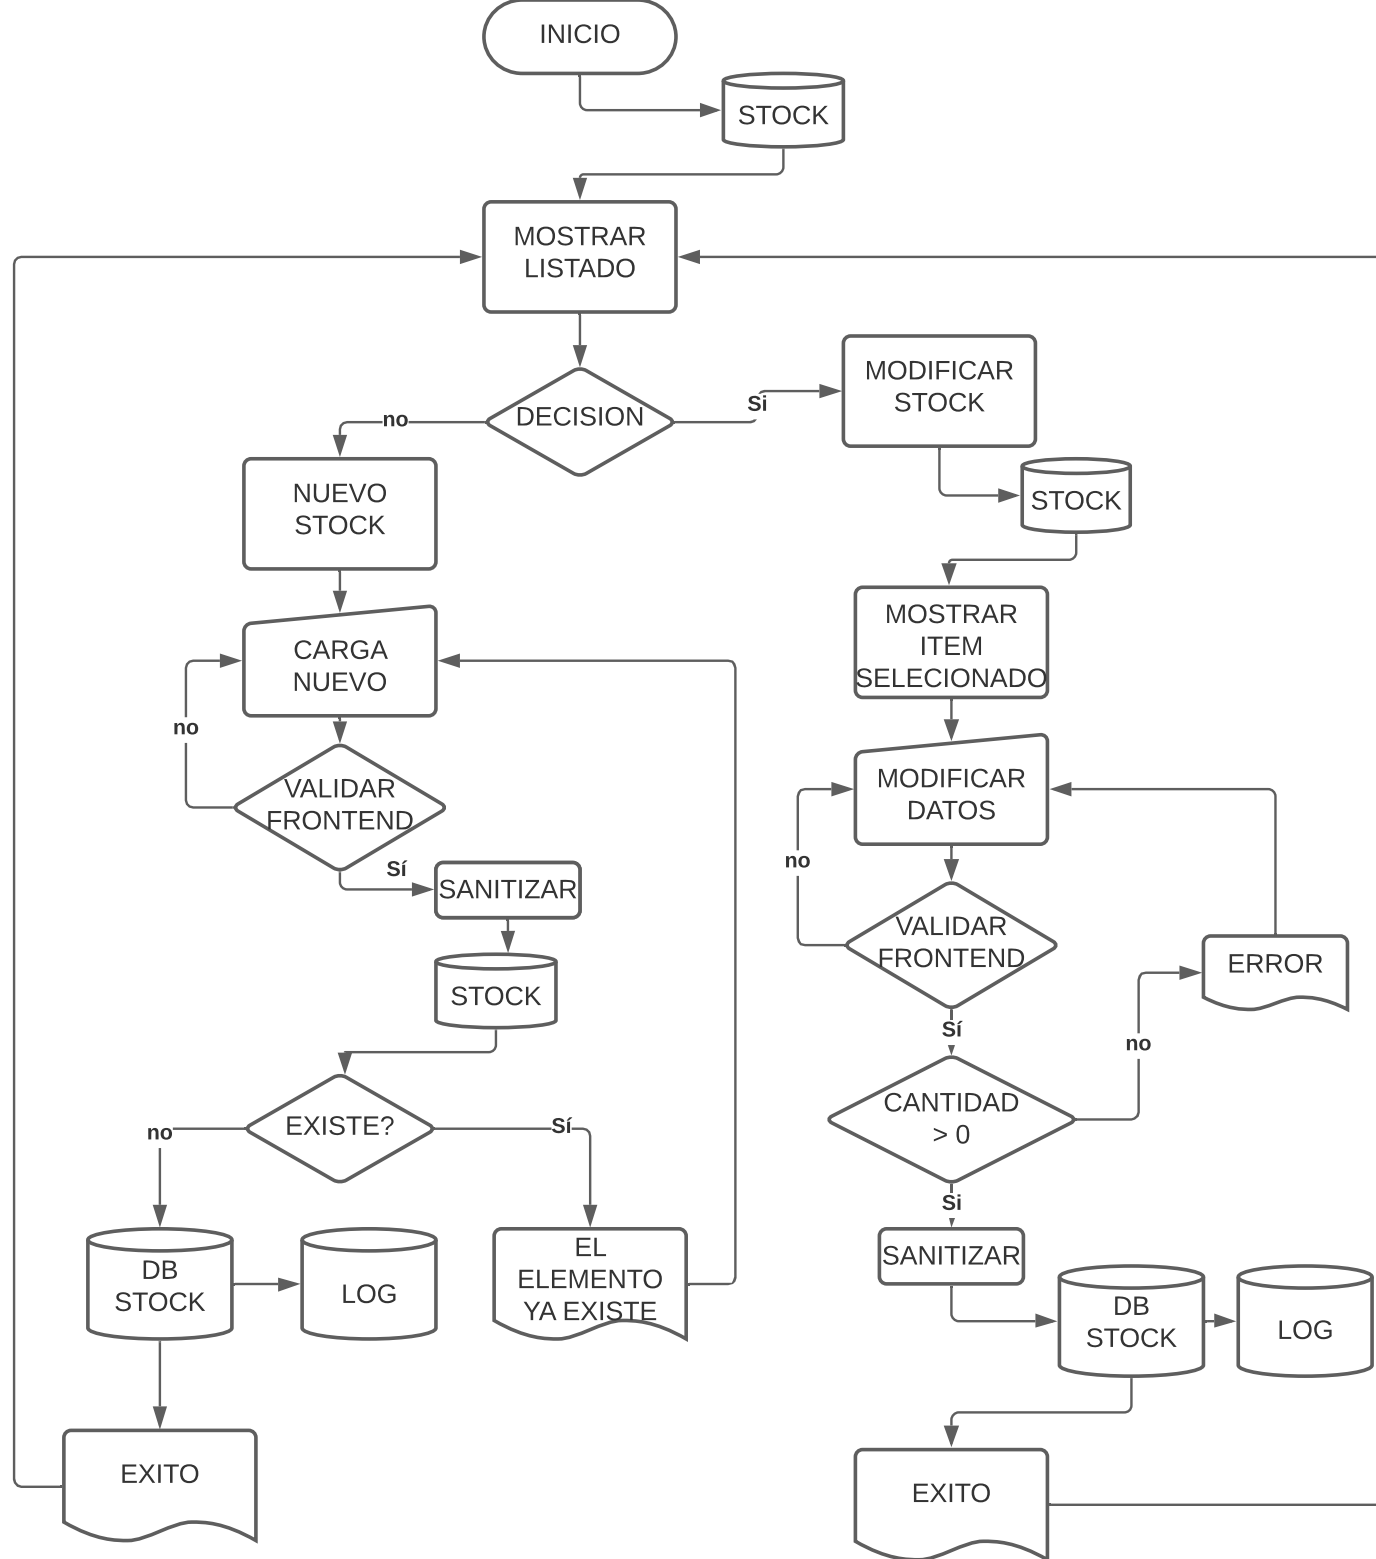 INICIO
STOCK
MOSTRAR
LISTADO
DECISION
no
Si
MODIFICAR
STOCK
NUEVO
STOCK
STOCK
CARGA
NUEVO
MOSTRAR
ITEM
SELECIONADO
no
VALIDAR
FRONTEND
Sí
MODIFICAR
DATOS
no
SANITIZAR
VALIDAR
FRONTEND
ERROR
STOCK
Sí
no
EXISTE?
no
Sí
CANTIDAD
> 0
Si
DB
STOCK
LOG
EL
ELEMENTO
YA EXISTE
SANITIZAR
DB
STOCK
LOG
EXITO
EXITO